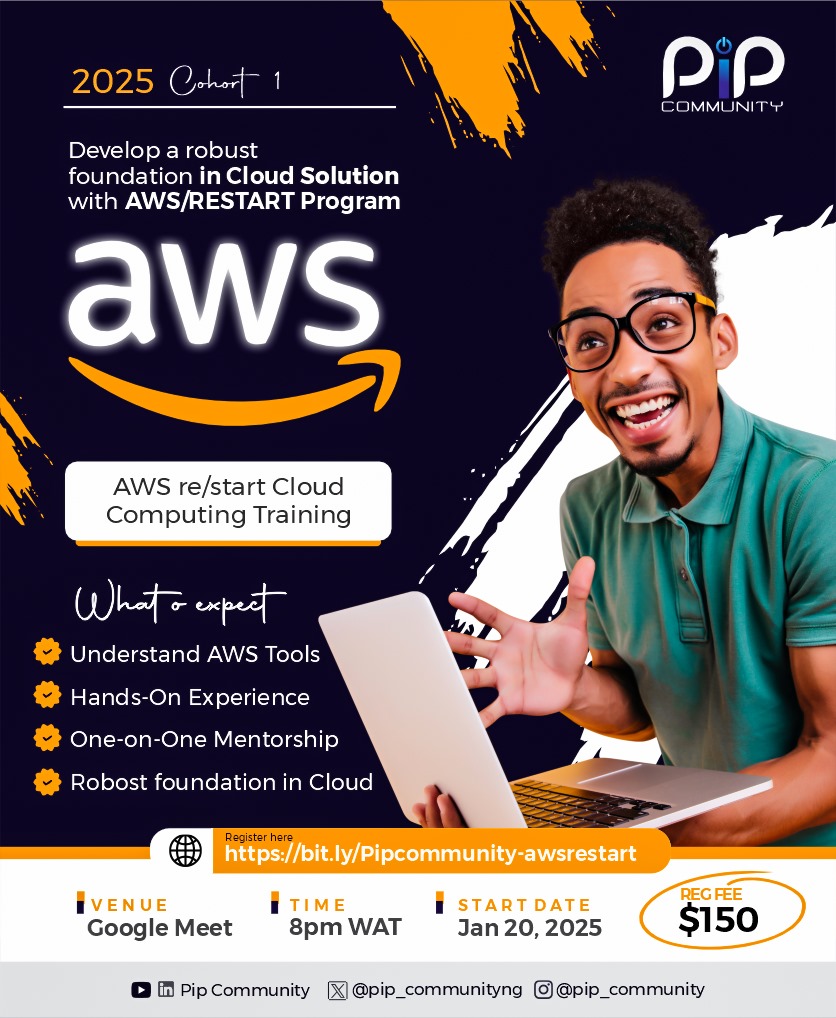 2025 Cohort 1
PiP
COMMUNITY
Develop a robust
foundation in Cloud Solution
with AWS/RESTART Program
aws
AWS re/start Cloud
Computing Training
What o expect
Understand AWS Tools
Hands-On Experience
One-on-One Mentorship
Robost foundation in Cloud
Register here
https://bit.ly/Pipcommunity-awsrestart
VENUE
Google Meet
TIME
8pm WAT
START DATE
Jan 20, 2025
REG FEE
$150
Pip Community @pip_communityng @pip_community